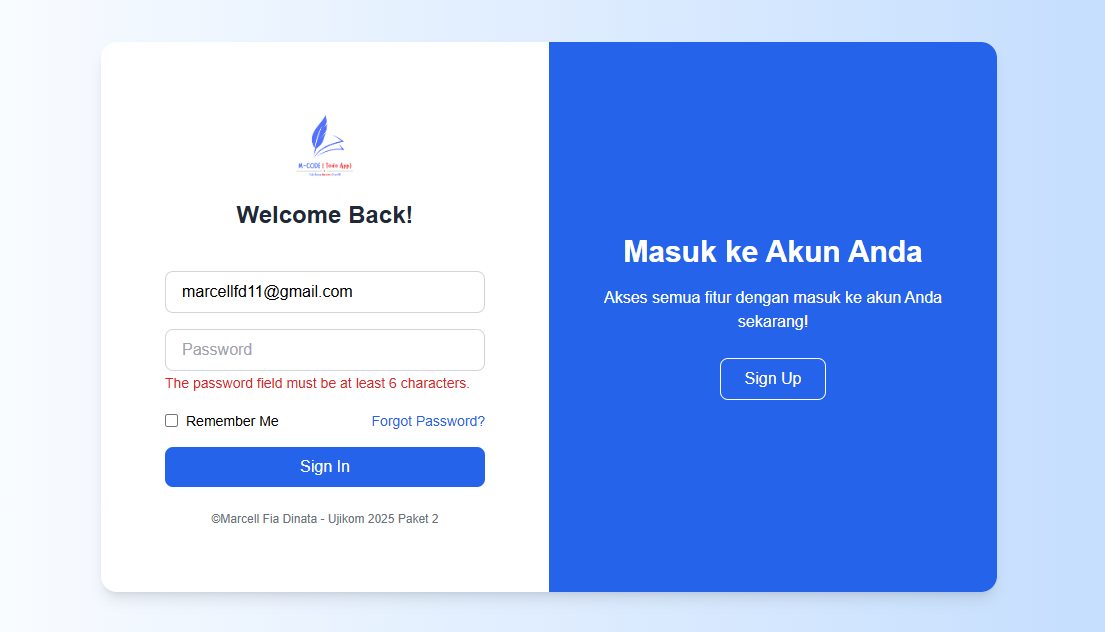 M-CODE [ Todo App]
Welcome Back!
marcellfd11@gmail.com
Password
The password field must be at least 6 characters.
Remember Me
Forgot Password?
Sign In
©Marcell Fia Dinata - Ujikom 2025 Paket 2
Masuk ke Akun Anda
Akses semua fitur dengan masuk ke akun Anda
sekarang!
Sign Up